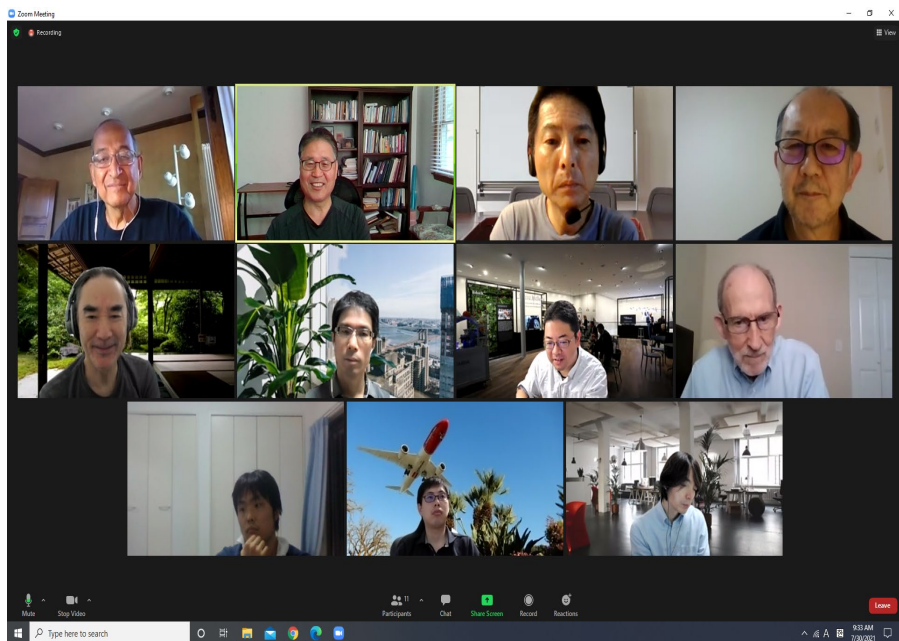 Zoom Meeting
Recording
View
Mute
Stop Video
11
Participants
Chat
Share Screen
Record
Reactions
Leave
Type here to search
A
9:33 AM
7/30/2021